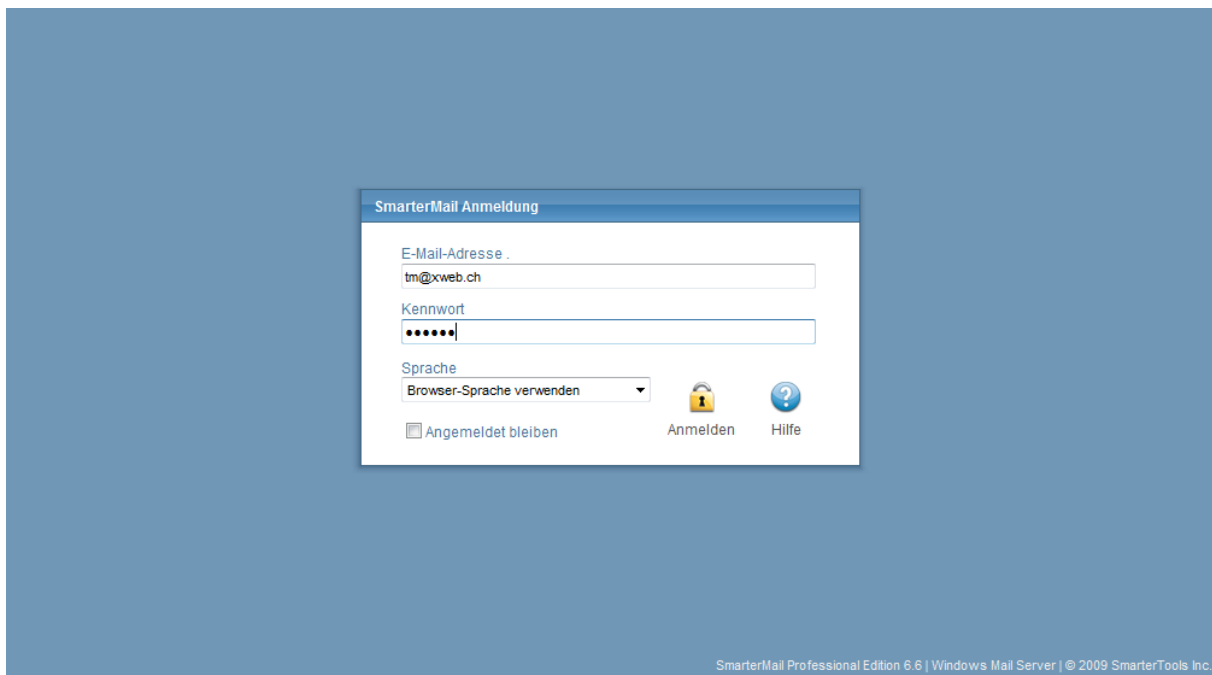 SmarterMail Anmeldung
E-Mail-Adresse .
tm@xweb.ch
Kennwort
••••••
Sprache
Browser-Sprache verwenden
Angemeldet bleiben
Anmelden
Hilfe
SmarterMail Professional Edition 6.6 | Windows Mail Server | © 2009 SmarterTools Inc.